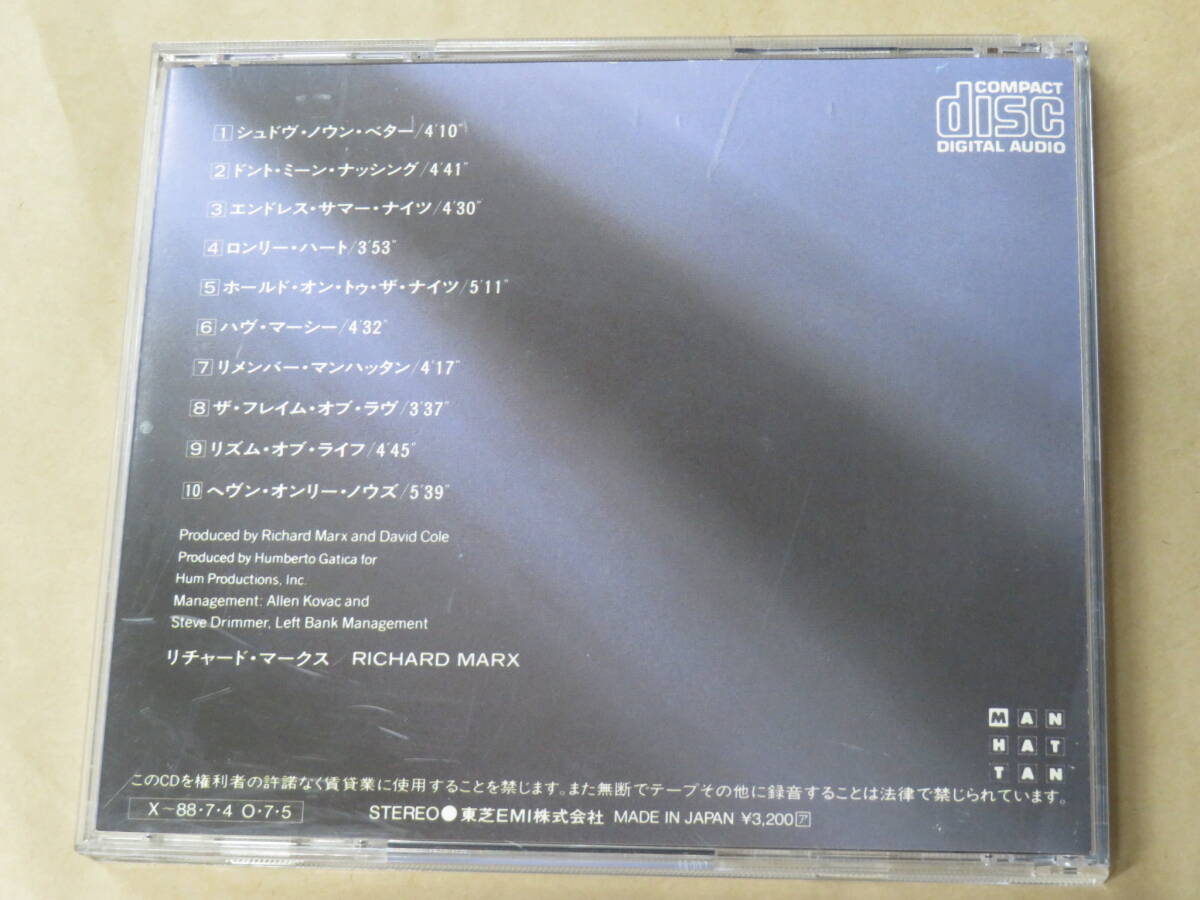 COMPACT
disc
DIGITAL AUDIO
1 シュドヴ・ノウン・ベター/4'10"
2 ドント・ミーン・ナッシング/4'41"
3 エンドレス・サマー・ナイツ/4'30"
4 ロンリー・ハート/3'53"
5 ホールド・オン・トゥ・ザ・ナイツ/5'11"
6 ハヴ・マーシー/4'32"
7 リメンバー・マンハッタン/4'17"
8 ザ・フレイム・オブ・ラヴ/3'37"
9 リズム・オブ・ライフ/4'45"
10 ヘヴン・オンリー・ノウズ/5'39"
Produced by Richard Marx and David Cole
Produced by Humberto Gatica for
Hum Productions, Inc.
Management: Allen Kovac and
Steve Drimmer, Left Bank Management
リチャード・マークス/RICHARD MARX
MAN
HAT
TAN
このCDを権利者の許諾なく賃貸業に使用することを禁じます。また無断でテープその他に録音することは法律で禁じられています。
X～88・7・4 O・7・5 STEREO●東芝EMI株式会社 MADE IN JAPAN ¥3,200ア